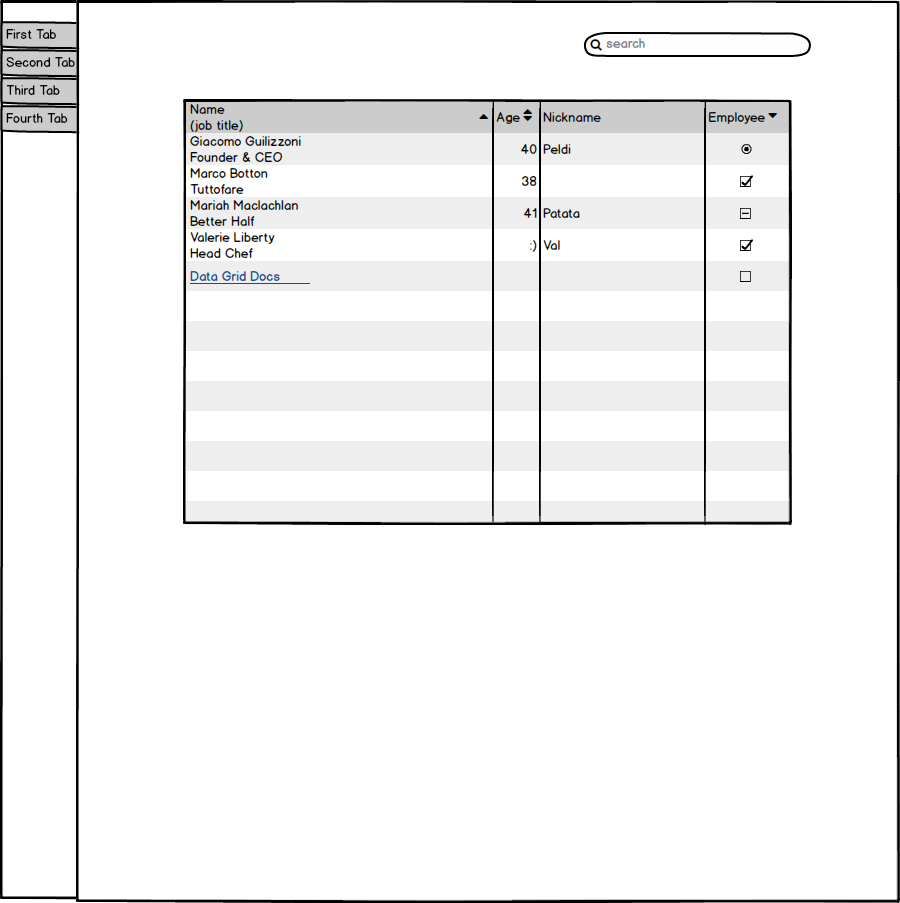 First Tab
Second Tab
Third Tab
Fourth Tab
search
Name
(job title)
Age
Nickname
Employee
Giacomo Guilizzoni
Founder & CEO
40
Peldi
Marco Botton
Tuttofare
38
Mariah Maclachlan
Better Half
41
Patata
Valerie Liberty
Head Chef
:)
Val
Data Grid Docs